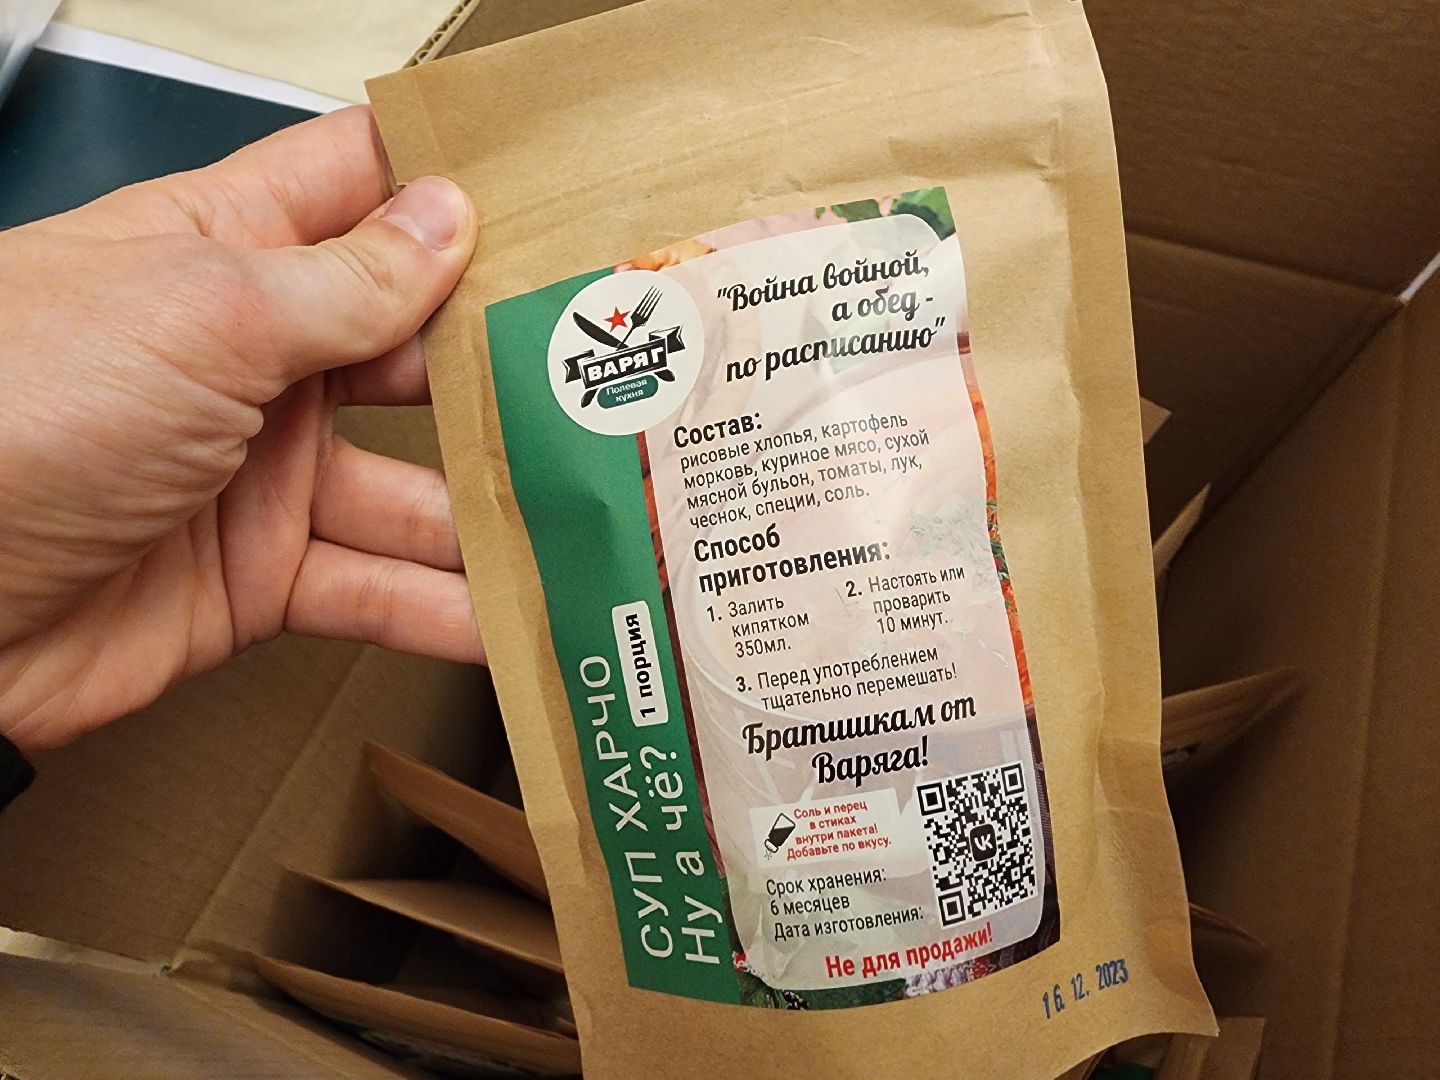 "Война войной,
а обед -
по расписанию"
ВАРЯГ
Полевая
кухня
Состав:
рисовые хлопья, картофель
морковь, куриное мясо, сухой
мясной бульон, томаты, лук,
чеснок, специи, соль.
Способ
приготовления:
1. Залить
кипятком
350мл.
2. Настоять или
проварить
10 минут.
3. Перед употреблением
тщательно перемешать!
Братишкам от
Варяга!
Соль и перец
в стиках
внутри пакета!
Добавьте по вкусу.
Срок хранения:
6 месяцев
Дата изготовления:
Не для продажи!
16. 12. 2023
СУП ХАРЧО
Ну а чё?
1 порция